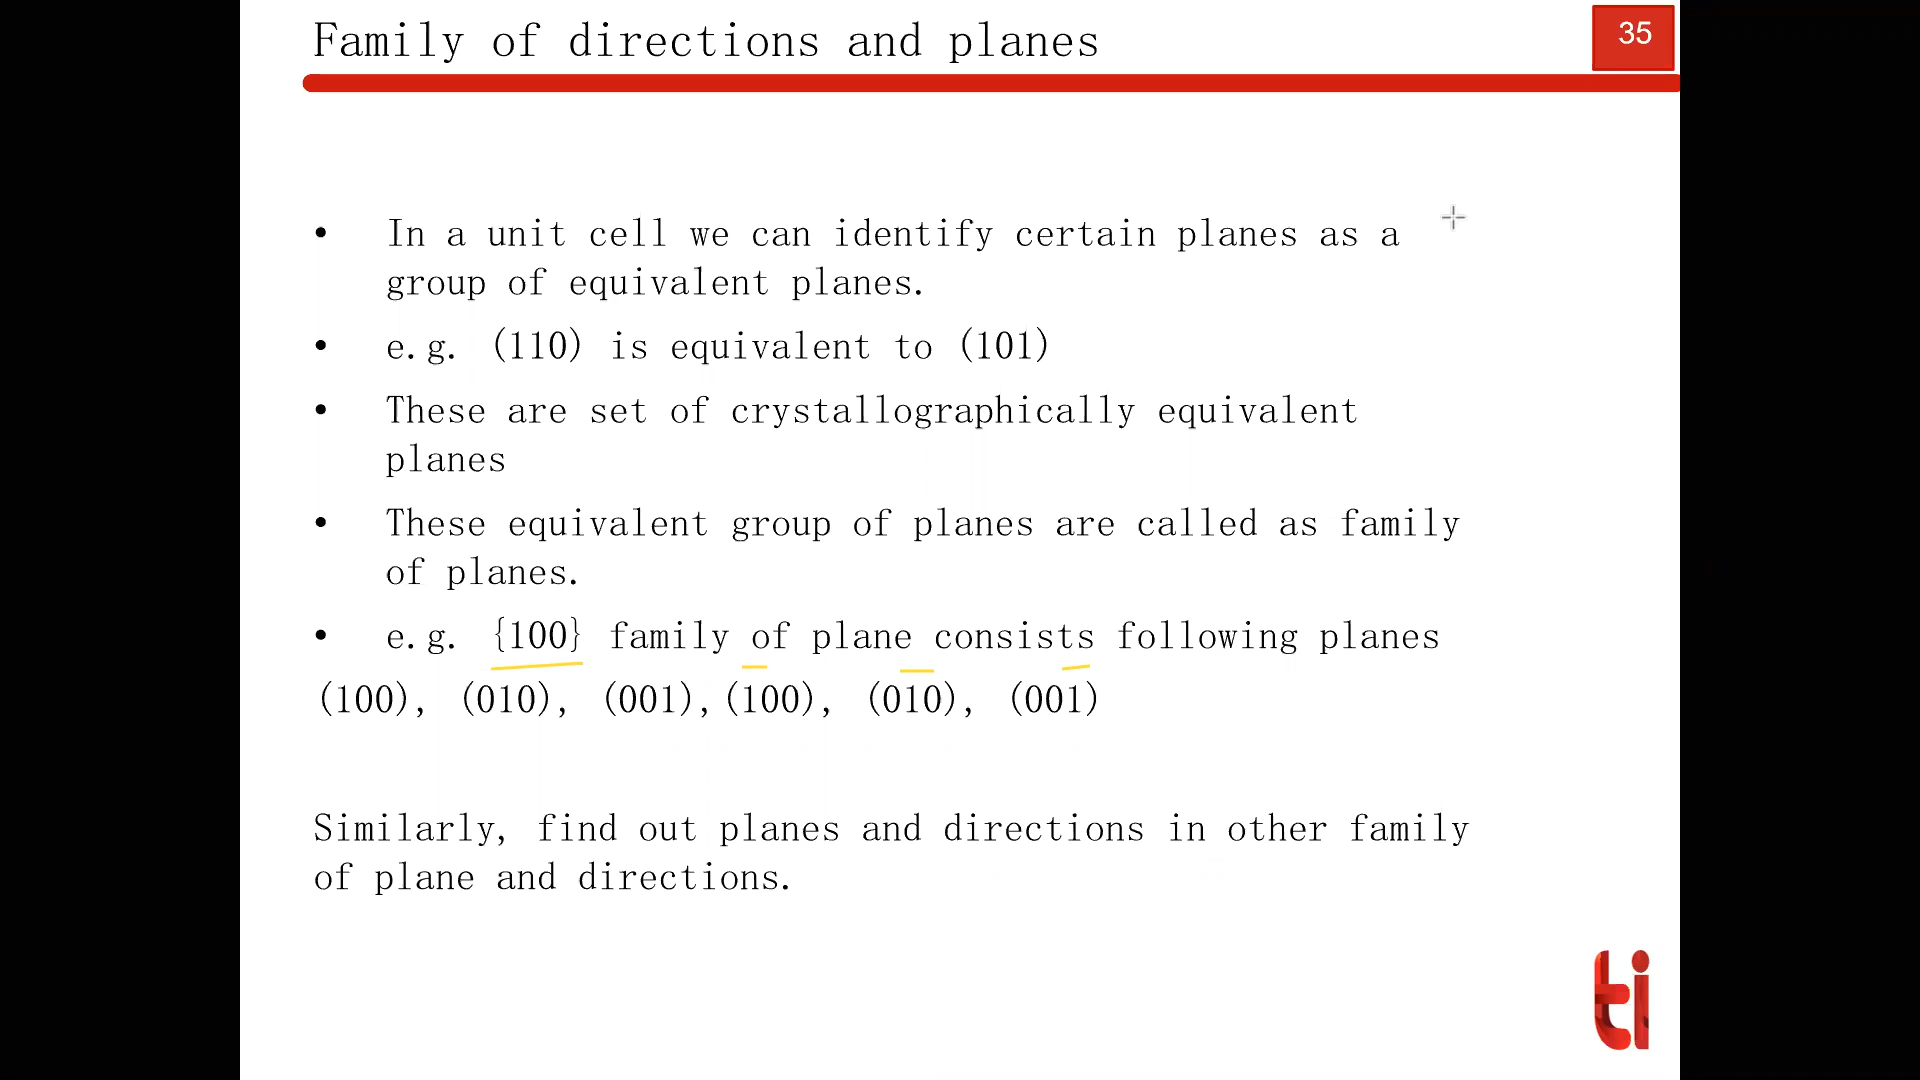 Family of directions and planes
35
• In a unit cell we can identify certain planes as a
group of equivalent planes.
• e.g. (110) is equivalent to (101)
• These are set of crystallographically equivalent
planes
• These equivalent group of planes are called as family
of planes.
• e.g. {100} family of plane consists following planes
(100), (010), (001),(100), (010), (001)
Similarly, find out planes and directions in other family
of plane and directions.
ti